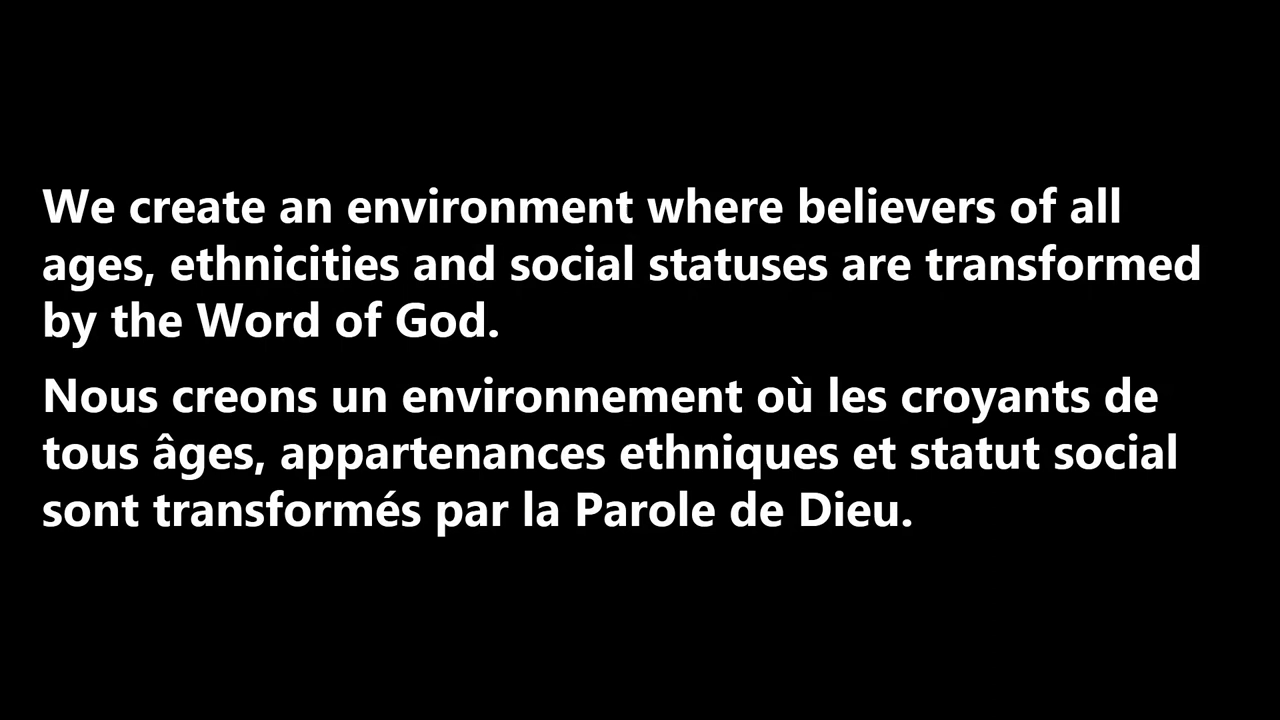 We create an environment where believers of all
ages, ethnicities and social statuses are transformed
by the Word of God.
Nous creons un environnement où les croyants de
tous âges, appartenances ethniques et statut social
sont transformés par la Parole de Dieu.